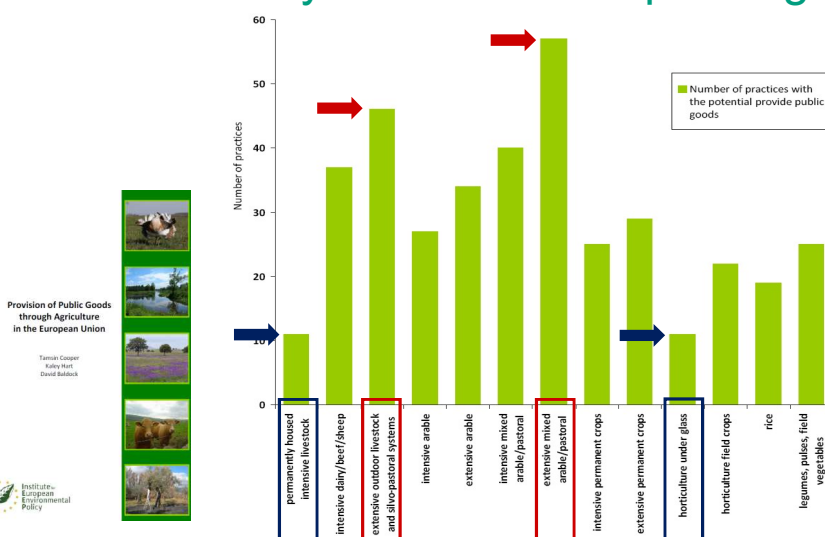 60
50
40
30
20
10
0
Number of practices
Number of practices with
the potential provide public
goods
permanently housed
intensive livestock
intensive dairy/beef/sheep
extensive outdoor livestock
and silvo-pastoral systems
intensive arable
extensive arable
intensive mixed
arable/pastoral
extensive mixed
arable/pastoral
intensive permanent crops
extensive permanent crops
horticulture under glass
horticulture field crops
rice
legumes, pulses, field
vegetables
Provision of Public Goods
through Agriculture
in the European Union
Tamsin Cooper
Kaley Hart
David Baldock
Institute for
European
Environmental
Policy